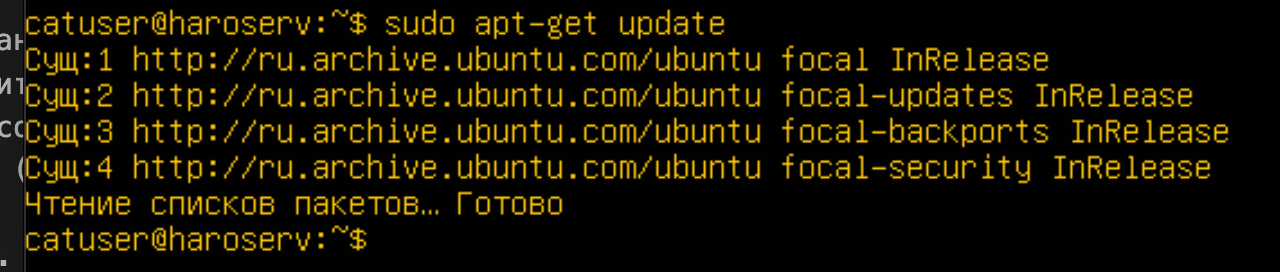 catuser@haroserv:~$ sudo apt-get update
Сущ:1 http://ru.archive.ubuntu.com/ubuntu focal InRelease
Сущ:2 http://ru.archive.ubuntu.com/ubuntu focal-updates InRelease
Сущ:3 http://ru.archive.ubuntu.com/ubuntu focal-backports InRelease
Сущ:4 http://ru.archive.ubuntu.com/ubuntu focal-security InRelease
Чтение списков пакетов… Готово
catuser@haroserv:~$